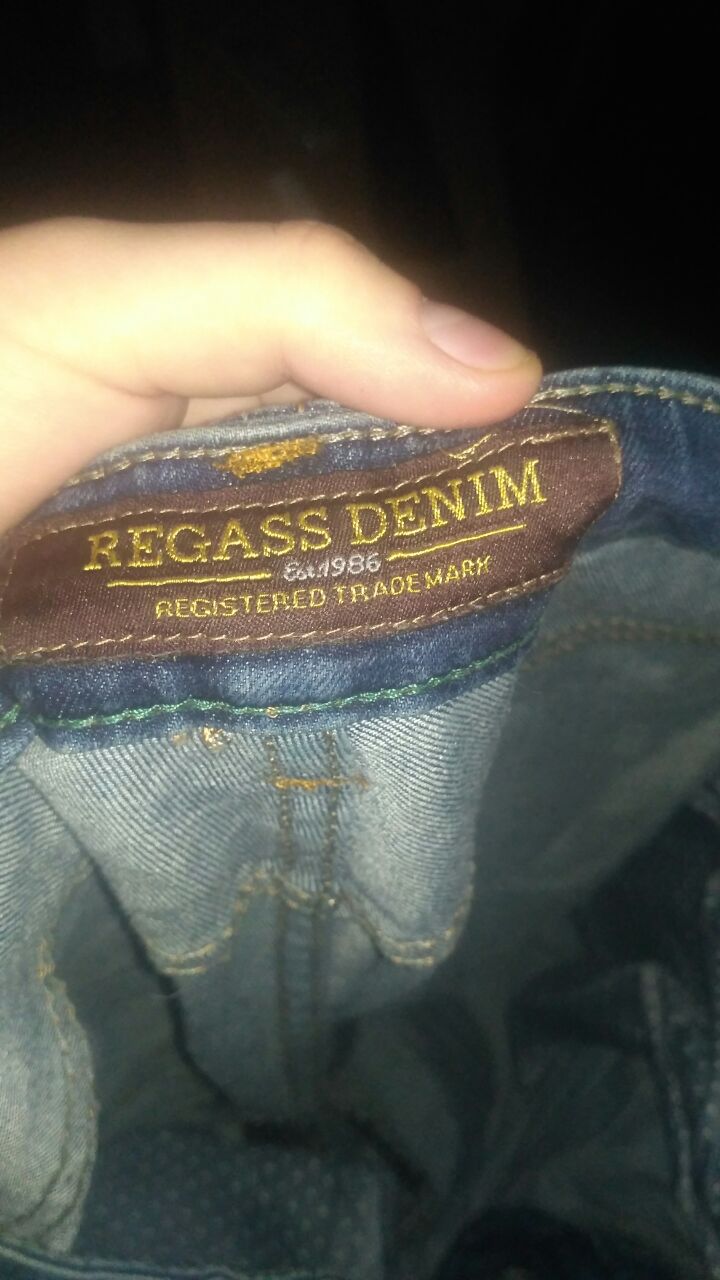 REGASS DENIM
Est.1986
REGISTERED TRADEMARK